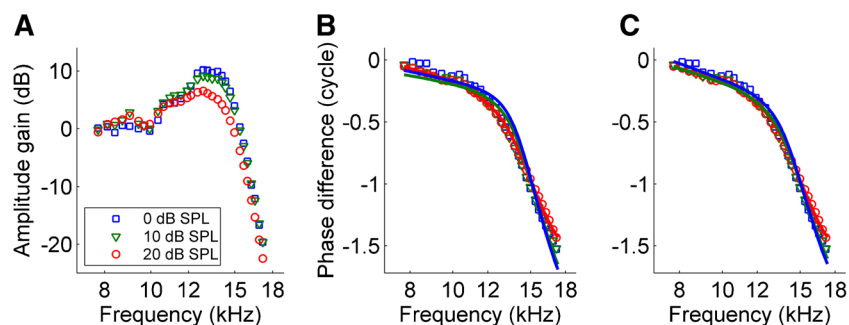 A
Amplitude gain (dB)
10
0
-10
-20
0 dB SPL
10 dB SPL
20 dB SPL
8 10 12 15 18
Frequency (kHz)
B
Phase difference (cycle)
0
-0.5
-1
-1.5
8 10 12 15 18
Frequency (kHz)
C
0
-0.5
-1
-1.5
8 10 12 15 18
Frequency (kHz)